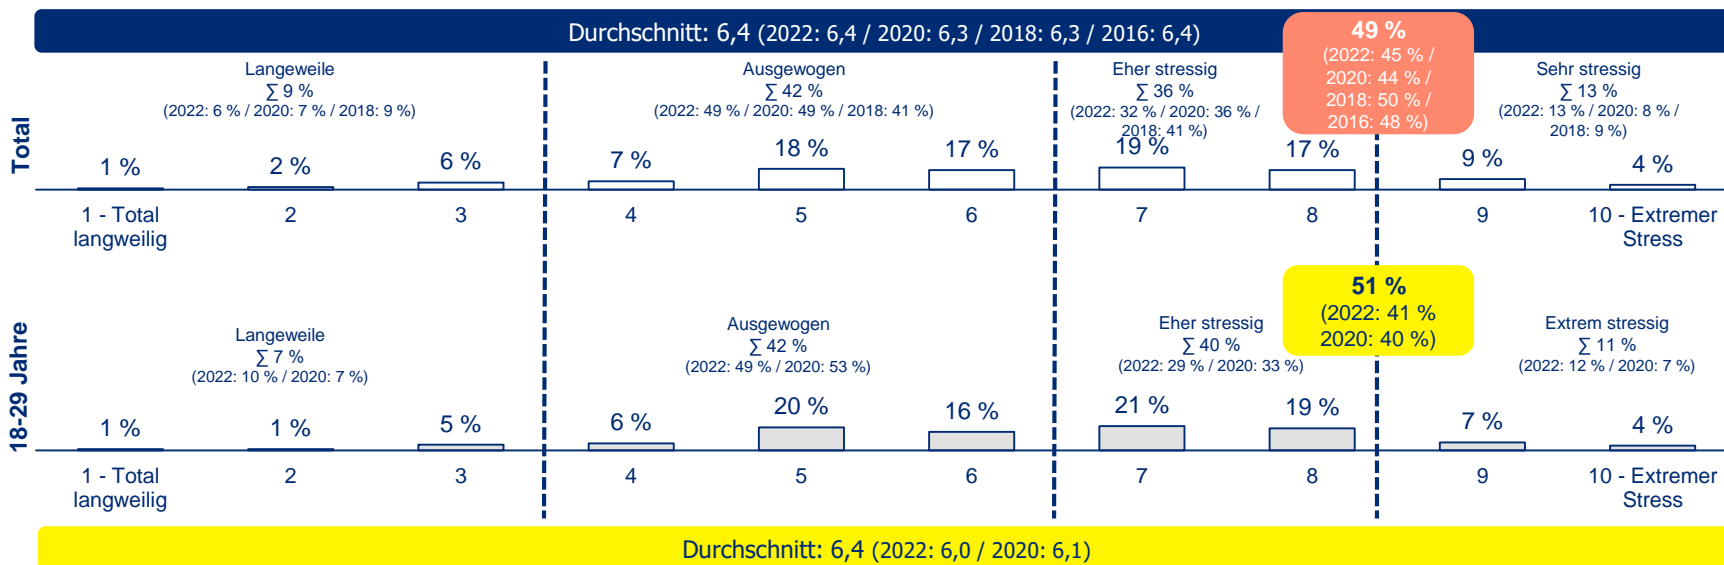 Durchschnitt: 6,4 (2022: 6,4 / 2020: 6,3 / 2018: 6,3 / 2016: 6,4)
49 %
(2022: 45 % /
2020: 44 % /
2018: 50 % /
2016: 48 %)
Total
Langeweile
∑ 9 %
(2022: 6 % / 2020: 7 % / 2018: 9 %)
Ausgewogen
∑ 42 %
(2022: 49 % / 2020: 49 % / 2018: 41 %)
Eher stressig
∑ 36 %
(2022: 32 % / 2020: 36 % /
2018: 41 %)
Sehr stressig
∑ 13 %
(2022: 13 % / 2020: 8 % /
2018: 9 %)
1 %
2 %
6 %
7 %
18 %
17 %
19 %
17 %
9 %
4 %
1 - Total
langweilig
2
3
4
5
6
7
8
9
10 - Extremer
Stress
51 %
(2022: 41 %
2020: 40 %)
18-29 Jahre
Langeweile
∑ 7 %
(2022: 10 % / 2020: 7 %)
Ausgewogen
∑ 42 %
(2022: 49 % / 2020: 53 %)
Eher stressig
∑ 40 %
(2022: 29 % / 2020: 33 %)
Extrem stressig
∑ 11 %
(2022: 12 % / 2020: 7 %)
1 %
1 %
5 %
6 %
20 %
16 %
21 %
19 %
7 %
4 %
1 - Total
langweilig
2
3
4
5
6
7
8
9
10 - Extremer
Stress
Durchschnitt: 6,4 (2022: 6,0 / 2020: 6,1)